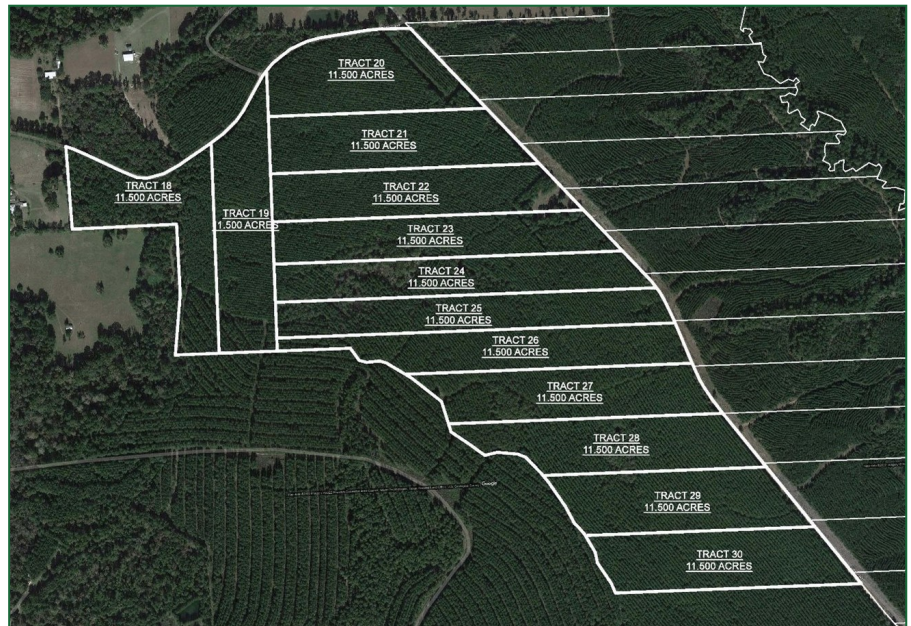 TRACT 20
11.500 ACRES
TRACT 21
11.500 ACRES
TRACT 18
11.500 ACRES
TRACT 22
11.500 ACRES
TRACT 19
1.500 ACRES
TRACT 23
11.500 ACRES
TRACT 24
11.500 ACRES
TRACT 25
11.500 ACRES
TRACT 26
11.500 ACRES
TRACT 27
11.500 ACRES
TRACT 28
11.500 ACRES
Google
TRACT 29
11.500 ACRES
TRACT 30
11.500 ACRES